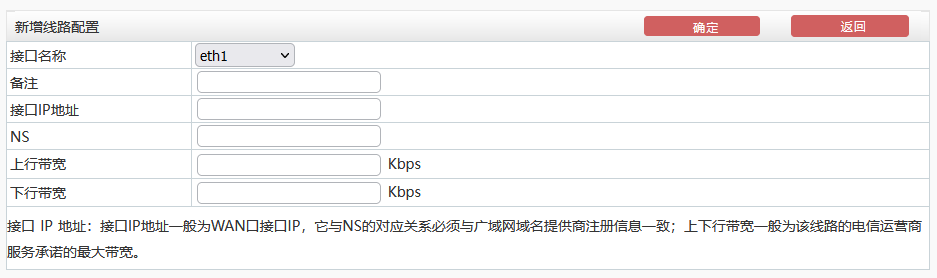 新增线路配置 确定 返回
接口名称 eth1
备注
接口IP地址
NS
上行带宽 Kbps
下行带宽 Kbps
接口 IP 地址：接口IP地址一般为WAN口接口IP，它与NS的对应关系必须与广域网域名提供商注册信息一致；上下行带宽一般为该线路的电信运营商
服务承诺的最大带宽。